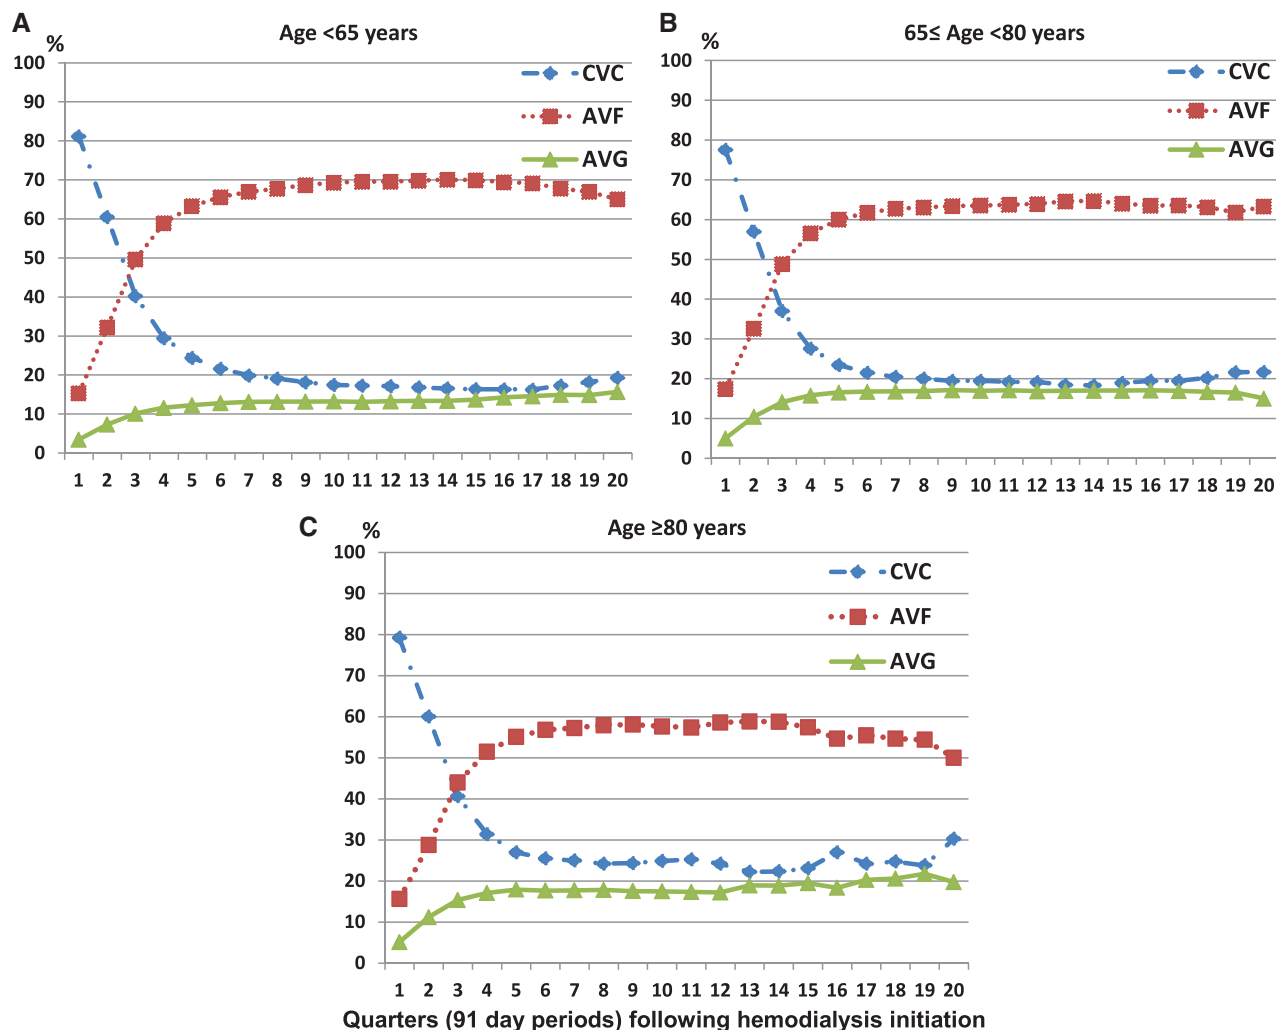 A
Age <65 years
%
100
90
80
70
60
50
40
30
20
10
0
1 2 3 4 5 6 7 8 9 10 11 12 13 14 15 16 17 18 19 20
CVC
AVF
AVG
B
65≤ Age <80 years
%
100
90
80
70
60
50
40
30
20
10
0
1 2 3 4 5 6 7 8 9 10 11 12 13 14 15 16 17 18 19 20
CVC
AVF
AVG
C
Age ≥80 years
%
100
90
80
70
60
50
40
30
20
10
0
1 2 3 4 5 6 7 8 9 10 11 12 13 14 15 16 17 18 19 20
CVC
AVF
AVG
Quarters (91 day periods) following hemodialysis initiation